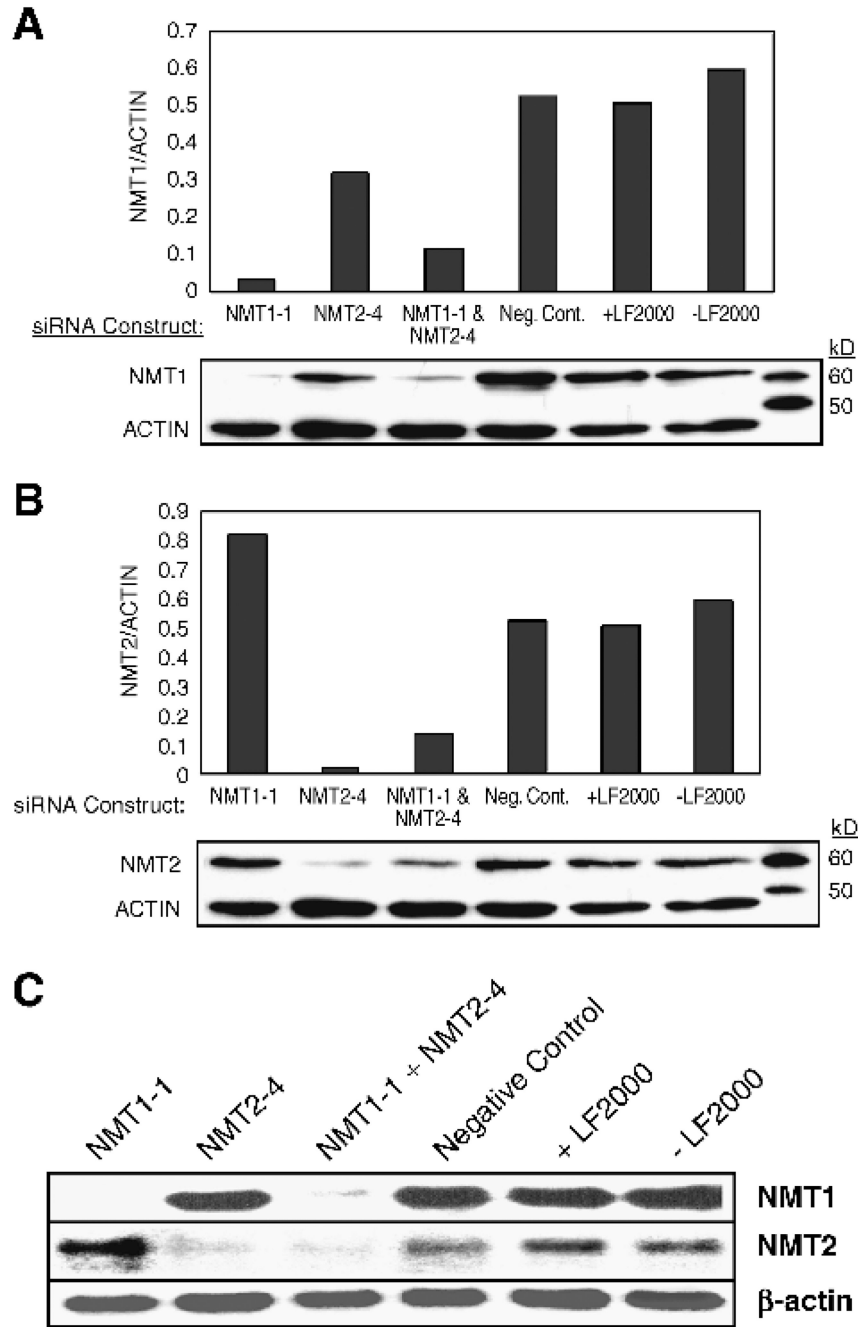 A
NMT1/ACTIN
0.7
0.6
0.5
0.4
0.3
0.2
0.1
0
siRNA Construct:
NMT1-1
NMT2-4
NMT1-1 &
NMT2-4
Neg. Cont.
+LF2000
-LF2000
kD
NMT1
60
50
ACTIN
B
NMT2/ACTIN
0.9
0.8
0.7
0.6
0.5
0.4
0.3
0.2
0.1
0
siRNA Construct:
NMT1-1
NMT2-4
NMT1-1 &
NMT2-4
Neg. Cont.
+LF2000
-LF2000
kD
NMT2
60
50
ACTIN
C
NMT1-1
NMT2-4
NMT1-1 + NMT2-4
Negative Control
+ LF2000
- LF2000
NMT1
NMT2
β-actin